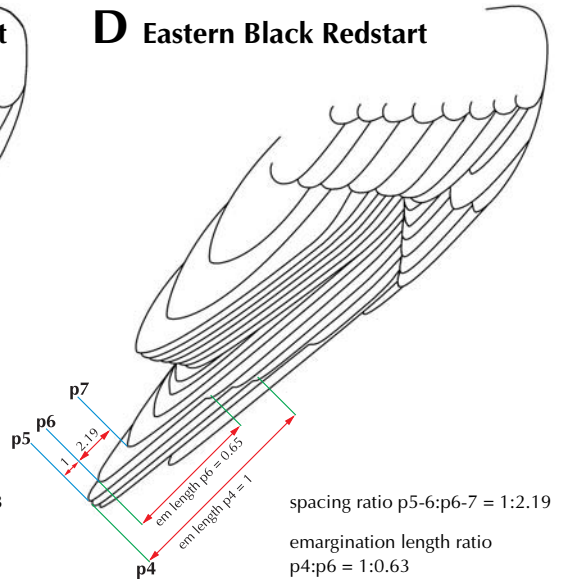 t
D Eastern Black Redstart
p7
p6
p5
2.19
1
em length p6 = 0.65
em length p4 = 1
p4
3
spacing ratio p5-6:p6-7 = 1:2.19
emargination length ratio
p4:p6 = 1:0.63